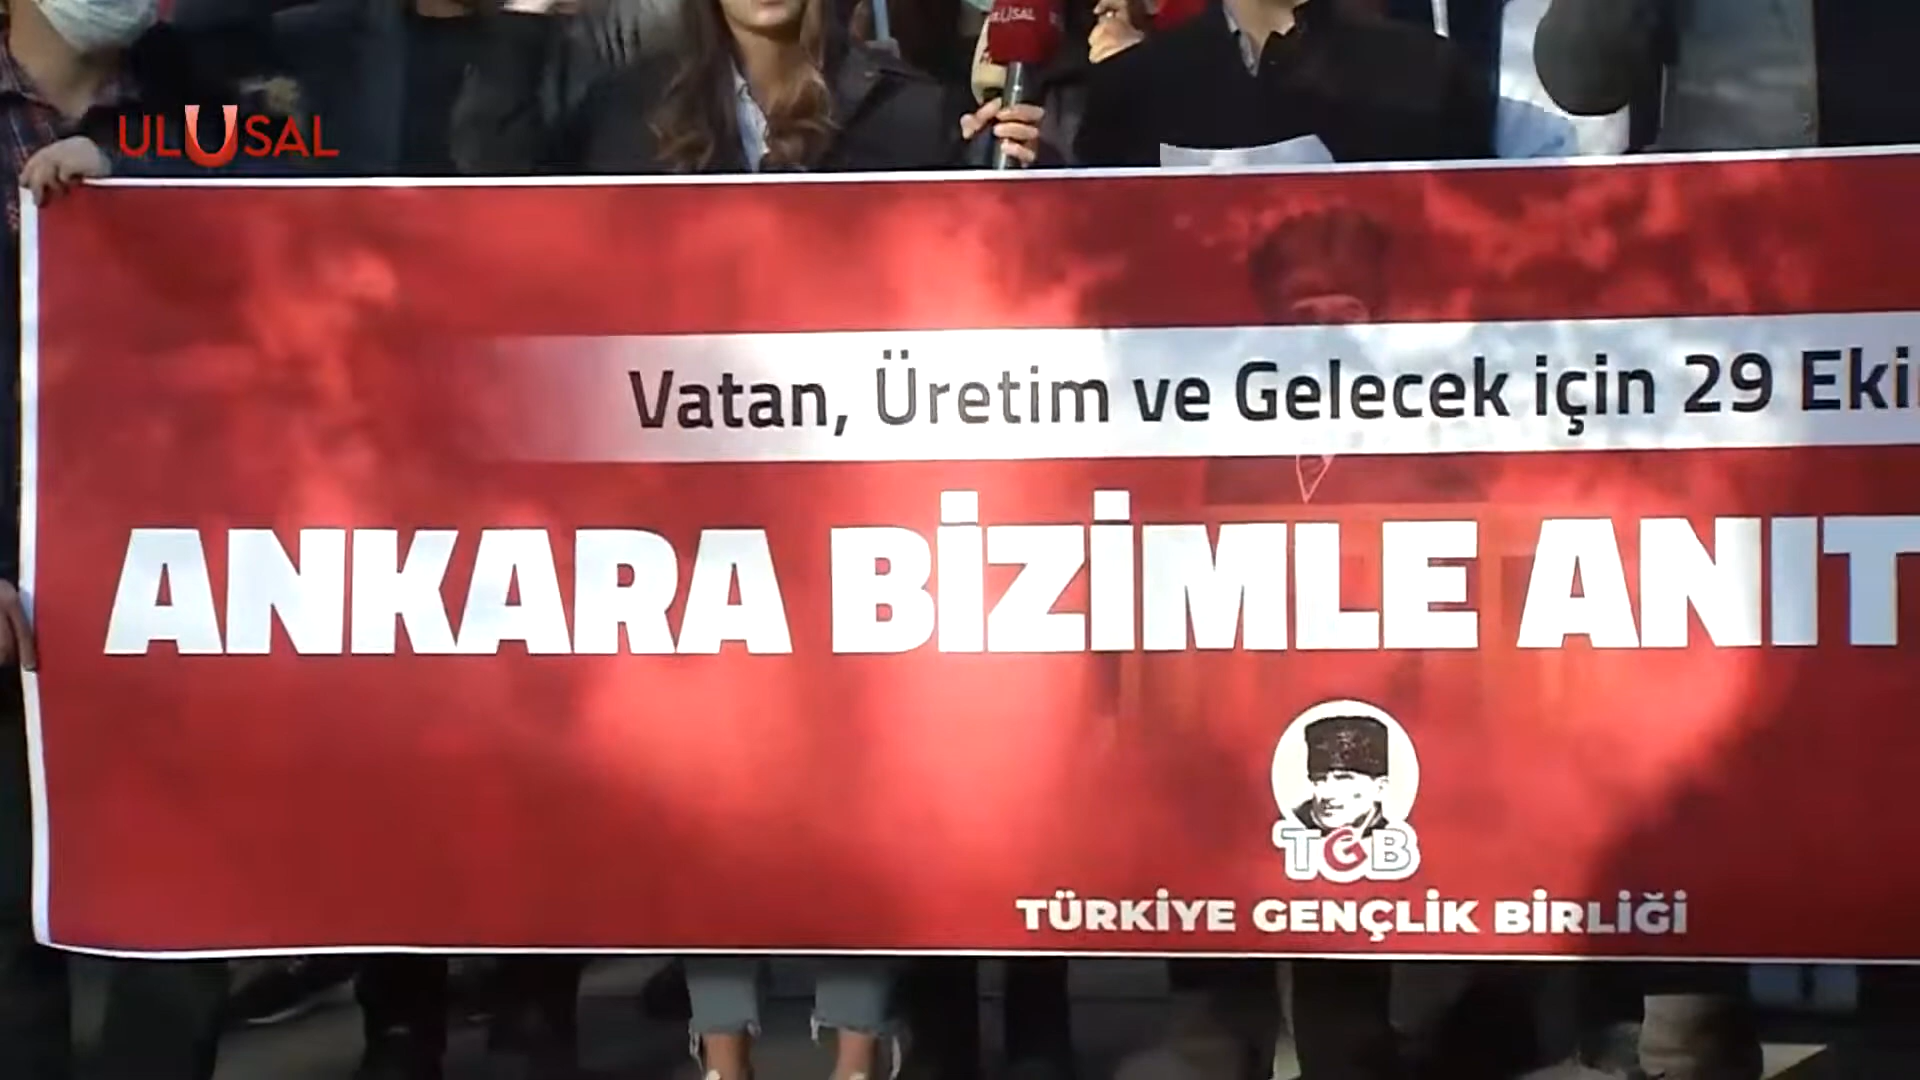 ULUSAL
ULUSAL
Vatan, Üretim ve Gelecek için 29 Eki
ANKARA BİZİMLE ANIT
TGB
TÜRKİYE GENÇLİK BİRLİĞİ